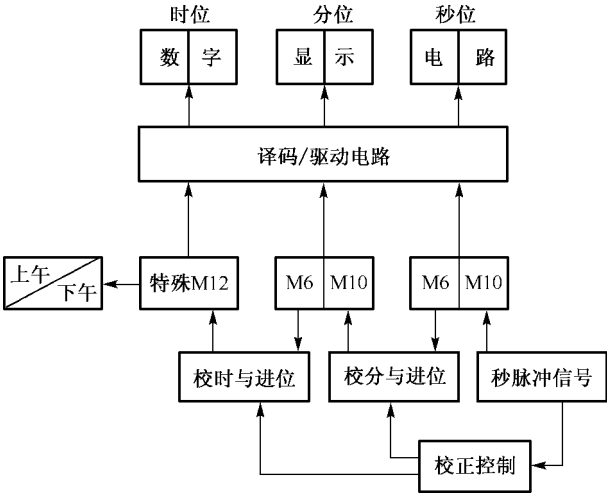 时位 分位 秒位
数 字 显 示 电 路
译码/驱动电路
上午
下午
特殊M12 M6 M10 M6 M10
校时与进位 校分与进位 秒脉冲信号
校正控制